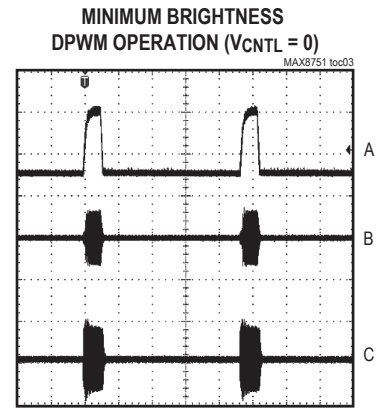 MINIMUM BRIGHTNESS
DPWM OPERATION (VCNTL = 0)
MAX8751 toc03
T
A
B
C